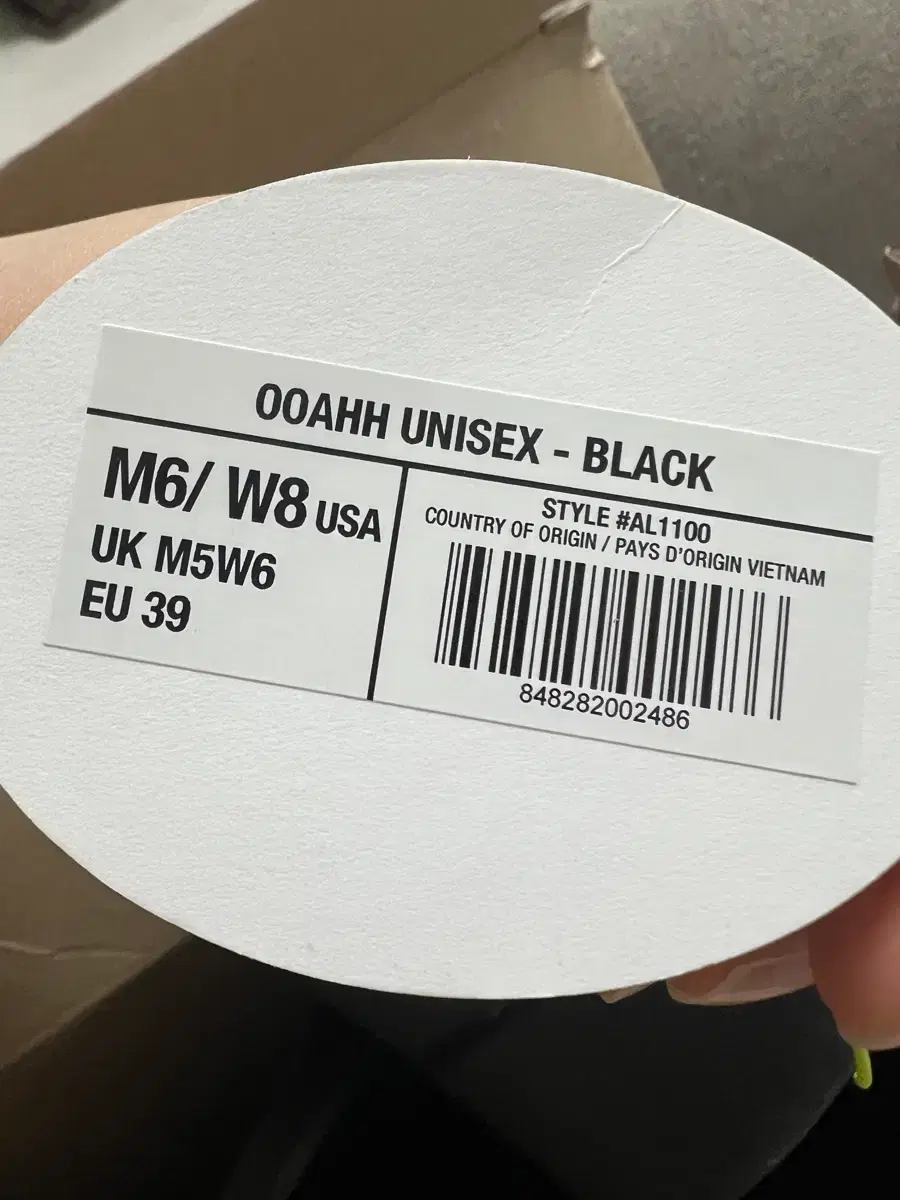 OOAHH UNISEX - BLACK
M6/ W8 USA
UK M5W6
EU 39
STYLE #AL1100
COUNTRY OF ORIGIN / PAYS D'ORIGIN VIETNAM
848282002486